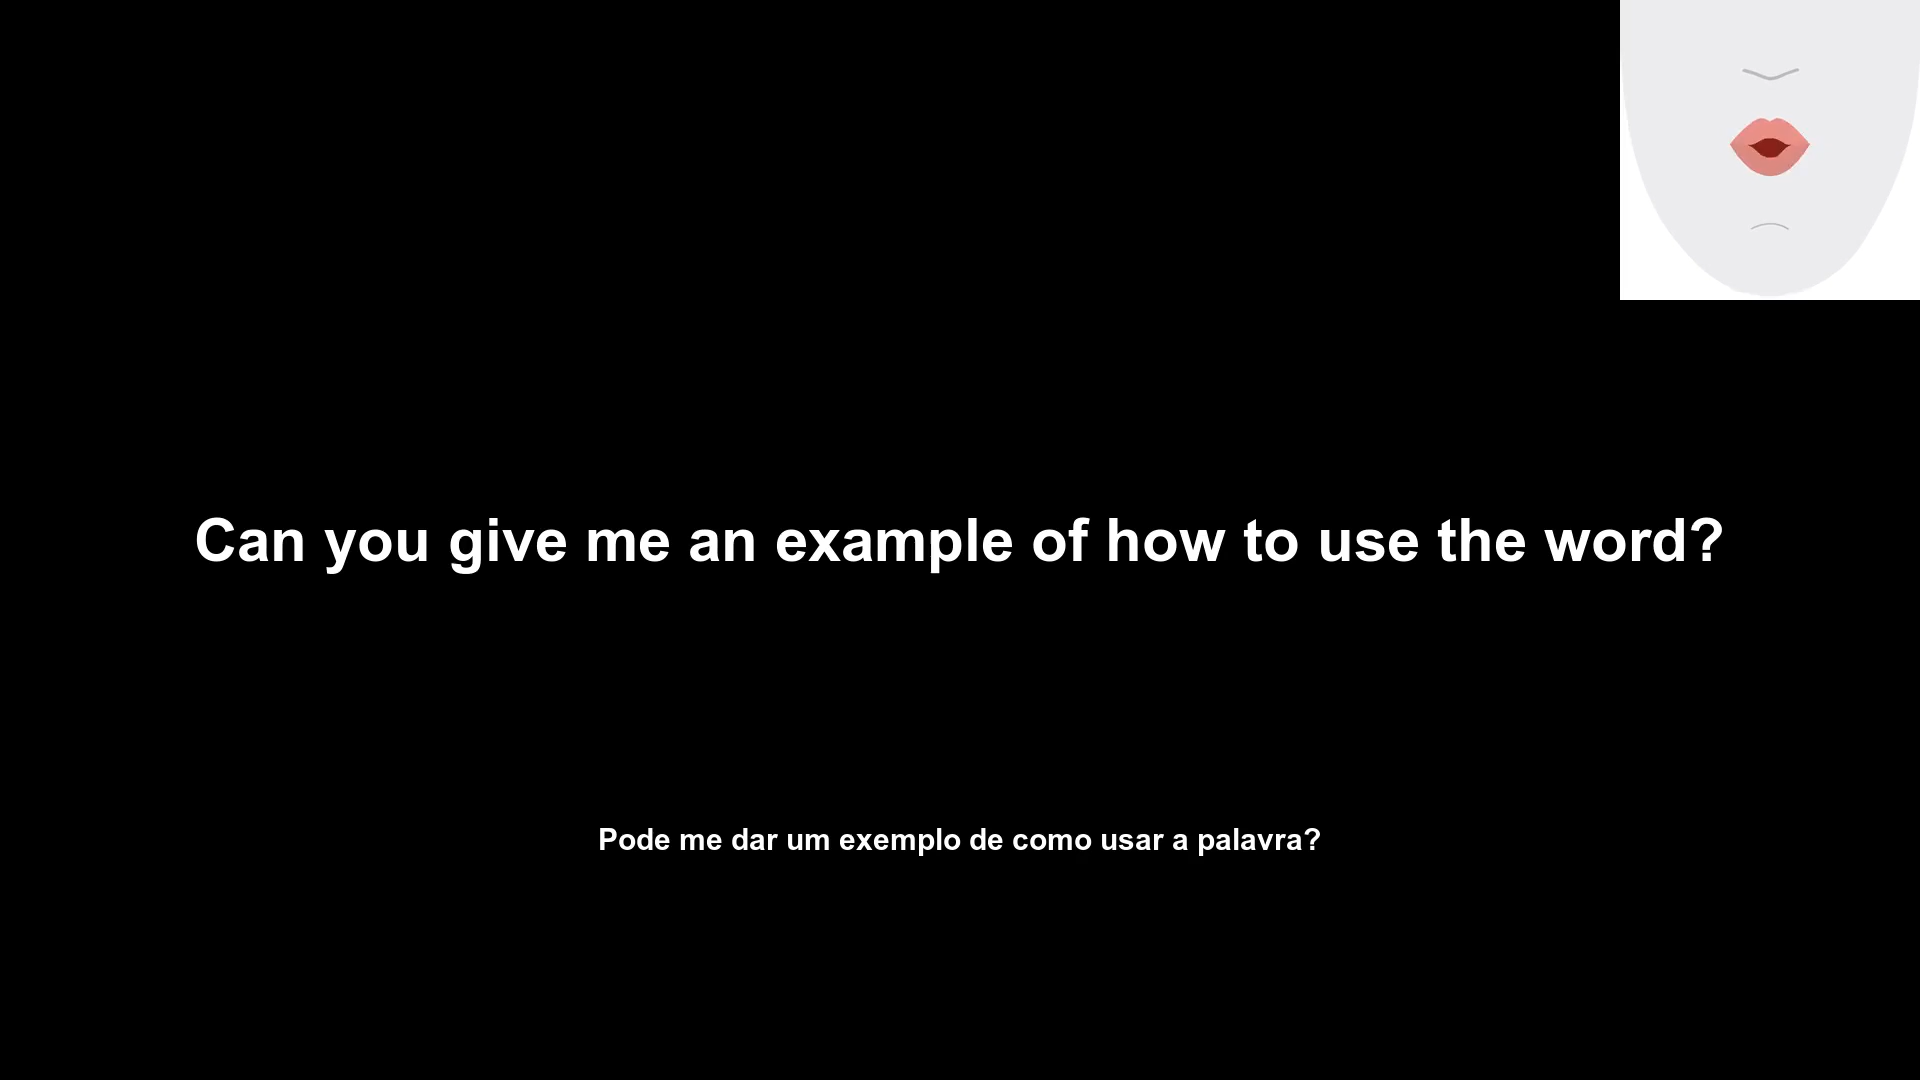 Can you give me an example of how to use the word?
Pode me dar um exemplo de como usar a palavra?